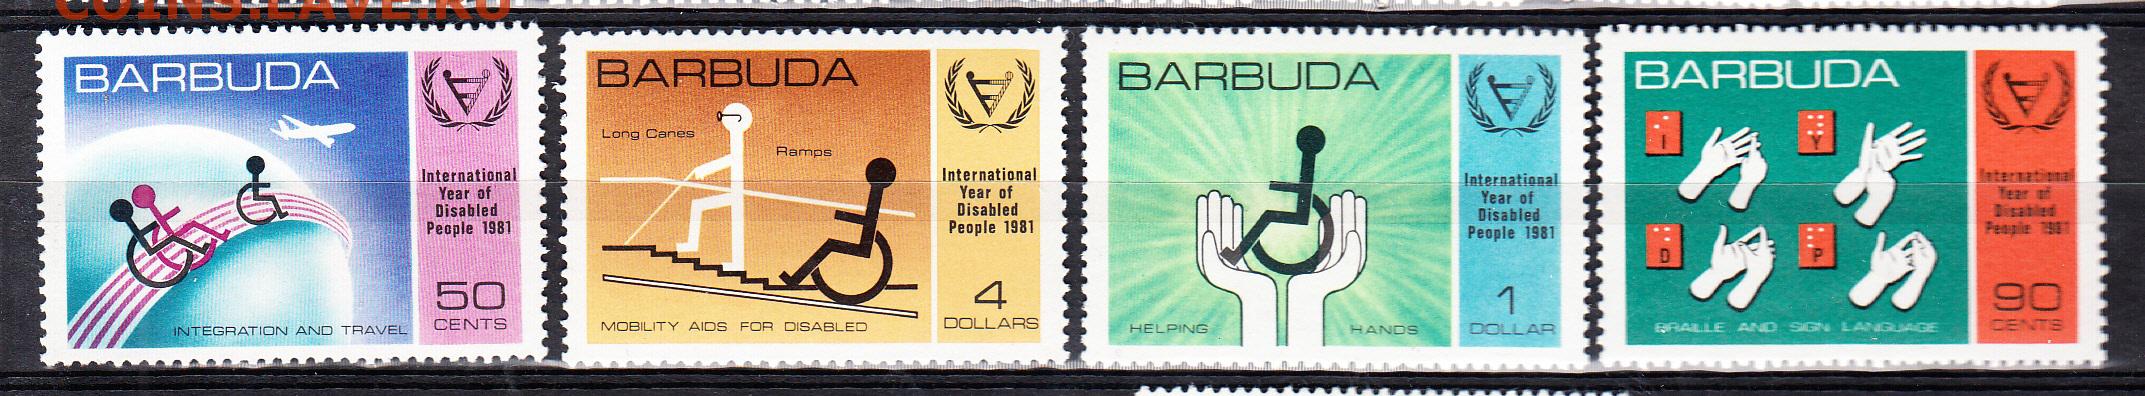 COINS.LAVE.RU
BARBUDA
International
Year of
Disabled
People 1981
50
CENTS
INTEGRATION AND TRAVEL
BARBUDA
Long Canes
Ramps
International
Year of
Disabled
People 1981
4
DOLLARS
MOBILITY AIDS FOR DISABLED
BARBUDA
International
Year of
Disabled
People 1981
1
DOLLAR
HELPING HANDS
BARBUDA
I Y
D P
International
Year of
Disabled
People 1981
90
CENTS
BRAILLE AND SIGN LANGUAGE